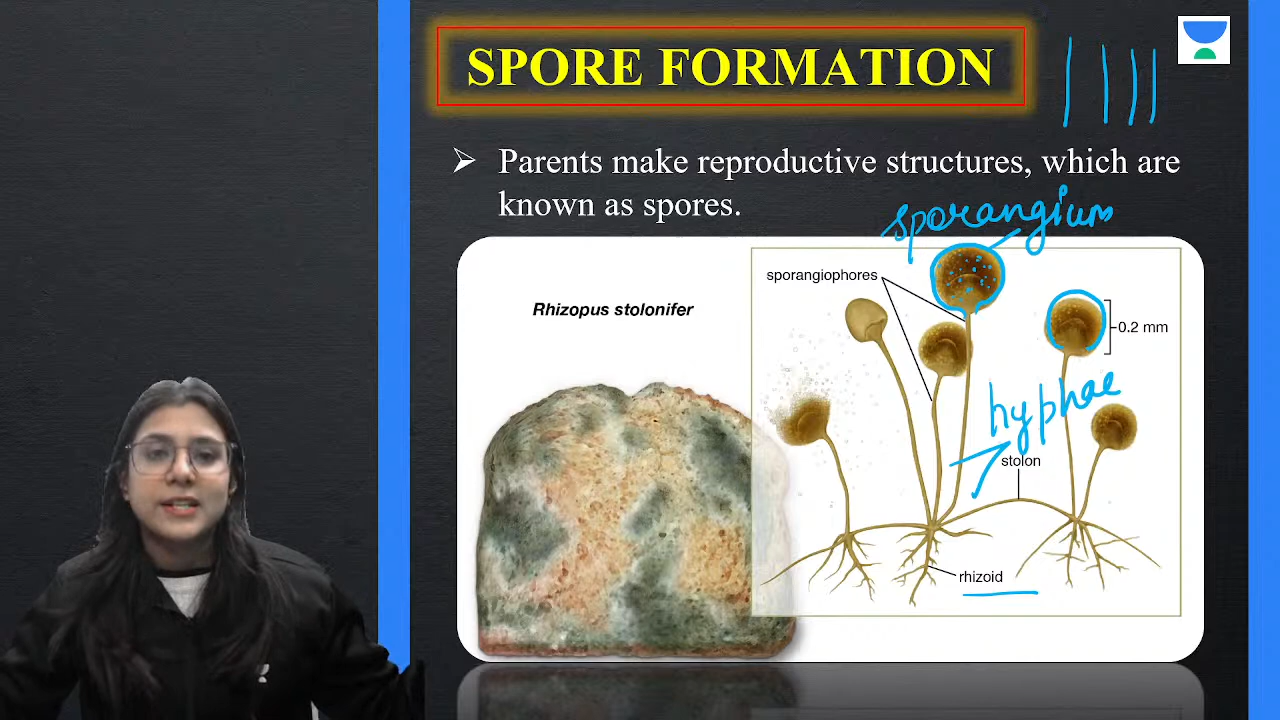 SPORE FORMATION
➢ Parents make reproductive structures, which are
known as spores.
sporangium
sporangiophores
Rhizopus stolonifer
0.2 mm
hyphae
stolon
rhizoid